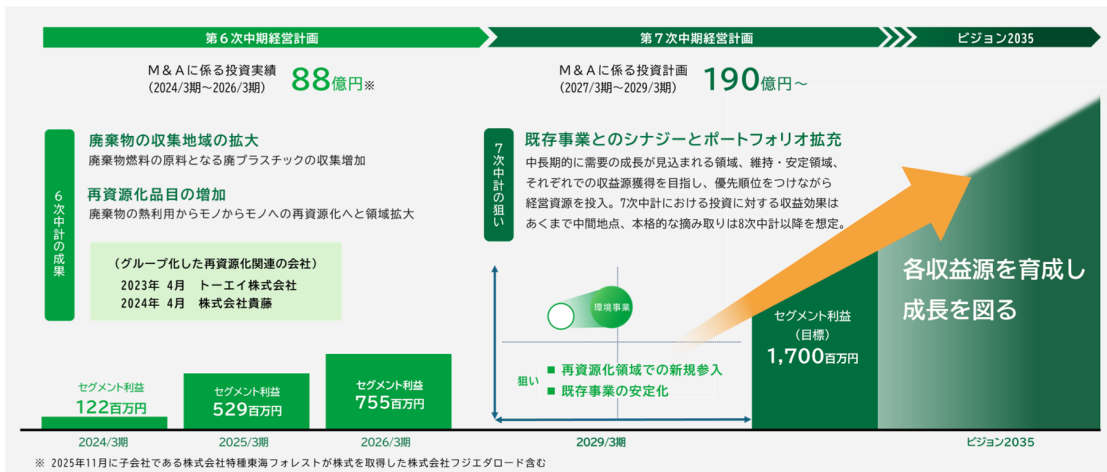 第6次中期経営計画
第7次中期経営計画
ビジョン2035
M&Aに係る投資実績
(2024/3期～2026/3期)
88億円※
M&Aに係る投資計画
(2027/3期～2029/3期)
190億円～
6次中計の成果
廃棄物の収集地域の拡大
廃棄物燃料の原料となる廃プラスチックの収集増加
再資源化品目の増加
廃棄物の熱利用からモノからモノへの再資源化へと領域拡大
（グループ化した再資源化関連の会社）
2023年 4月　トーエイ株式会社
2024年 4月　株式会社貴藤
7次中計の狙い
既存事業とのシナジーとポートフォリオ拡充
中長期的に需要の成長が見込まれる領域、維持・安定領域、
それぞれでの収益源獲得を目指し、優先順位をつけながら
経営資源を投入。7次中計における投資に対する収益効果は
あくまで中間地点、本格的な摘み取りは8次中計以降を想定。
環境事業
狙い
■ 再資源化領域での新規参入
■ 既存事業の安定化
各収益源を育成し
成長を図る
セグメント利益
122百万円
セグメント利益
529百万円
セグメント利益
755百万円
セグメント利益
(目標)
1,700百万円
2024/3期
2025/3期
2026/3期
2029/3期
ビジョン2035
※ 2025年11月に子会社である株式会社特種東海フォレストが株式を取得した株式会社フジエダロード含む